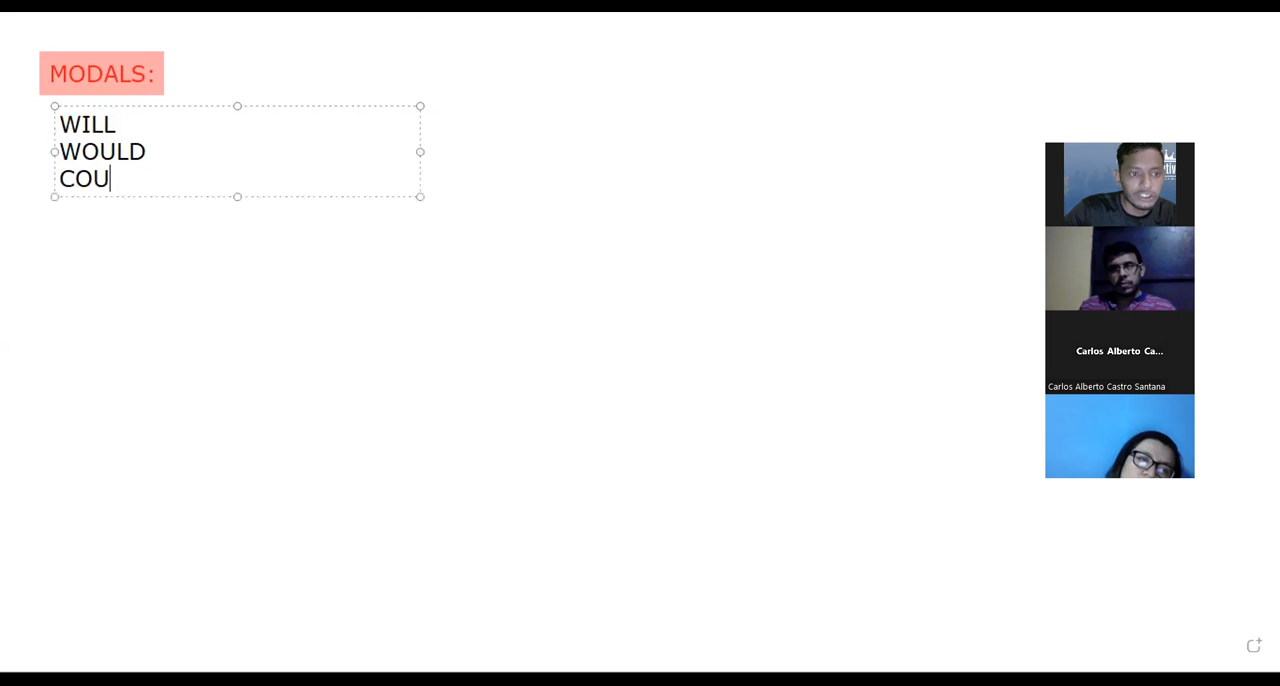 MODALS:
WILL
WOULD
COU
Carlos Alberto Ca...
Carlos Alberto Castro Santana